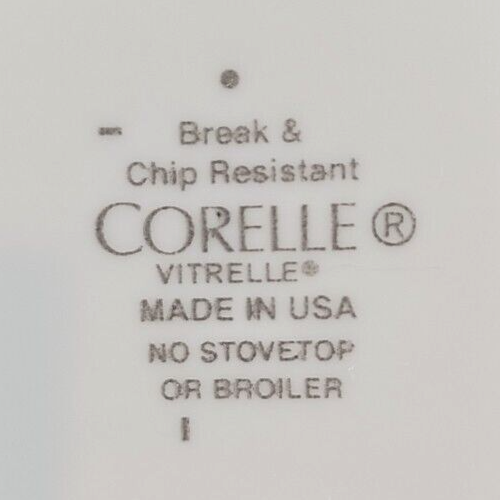 Break &
Chip Resistant
CORELLE®
VITRELLE®
MADE IN USA
NO STOVETOP
OR BROILER